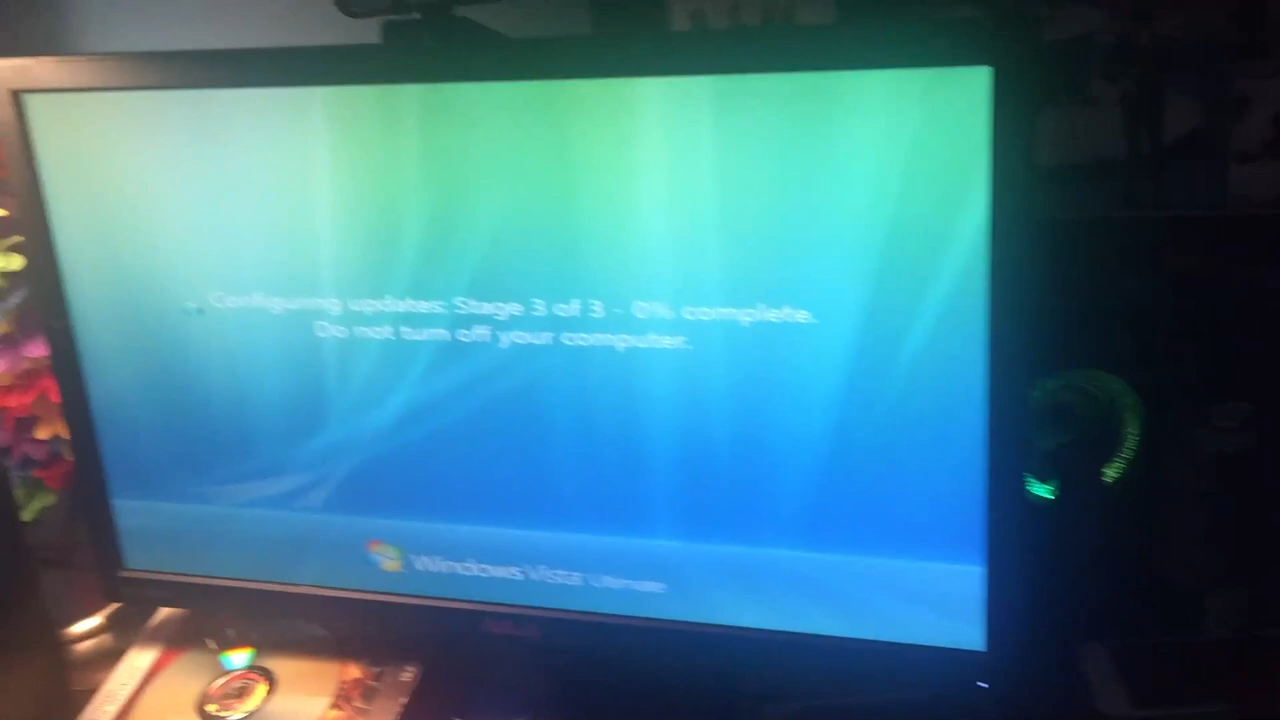 Configuring updates: Stage 3 of 3 - 0% complete.
Do not turn off your computer.
Windows Vista Ultimate